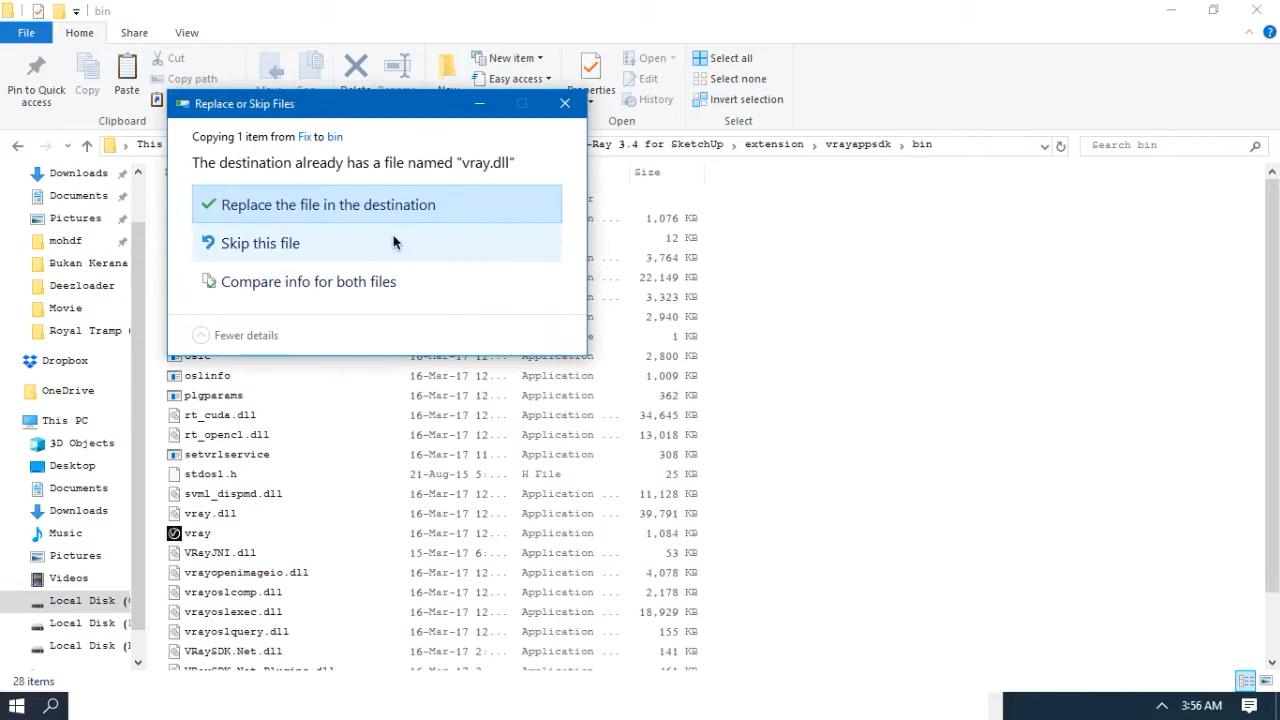 bin
File Home Share View
Pin to Quick access
Copy
Paste
Cut
Copy path
New item
Easy access
Properties
Open
Edit
History
Select all
Select none
Invert selection
Clipboard
Open
Select
This
-Ray 3.4 for SketchUp > extension > vrayappsdk > bin
Search bin
Replace or Skip Files
Copying 1 item from Fix to bin
The destination already has a file named "vray.dll"
Replace the file in the destination
Skip this file
Compare info for both files
Fewer details
Downloads
Documents
Pictures
mohdf
Bukan Kerana
Deezloader
Movie
Royal Tramp
Dropbox
OneDrive
This PC
3D Objects
Desktop
Documents
Downloads
Music
Pictures
Videos
Local Disk (
Local Disk (
Local Disk (
Size
1,076 KB
12 KB
3,764 KB
22,149 KB
3,323 KB
2,940 KB
1 KB
16-Mar-17 12... Application 2,800 KB
oslinfo 16-Mar-17 12... Application 1,009 KB
plgparams 16-Mar-17 12... Application 362 KB
rt_cuda.dll 16-Mar-17 12... Application ... 34,645 KB
rt_opencl.dll 16-Mar-17 12... Application ... 13,018 KB
setvrlservice 16-Mar-17 11... Application 308 KB
stdosl.h 21-Aug-15 5:... H File 25 KB
svml_dispmd.dll 16-Mar-17 12... Application ... 11,128 KB
vray.dll 16-Mar-17 12... Application ... 39,791 KB
vray 16-Mar-17 12... Application 1,084 KB
VRayJNI.dll 15-Mar-17 6:... Application ... 53 KB
vrayopenimageio.dll 16-Mar-17 12... Application ... 4,078 KB
vrayoslcomp.dll 16-Mar-17 12... Application ... 2,178 KB
vrayoslexec.dll 16-Mar-17 12... Application ... 18,929 KB
vrayoslquery.dll 16-Mar-17 12... Application ... 155 KB
VRaySDK.Net.dll 16-Mar-17 2:... Application ... 141 KB
28 items
3:56 AM